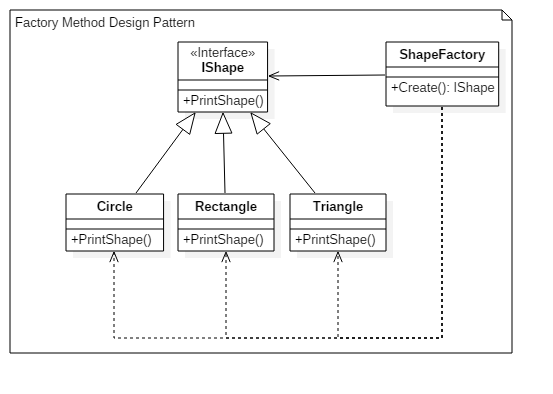 Factory Method Design Pattern
«Interface»
IShape
+PrintShape()
ShapeFactory
+Create(): IShape
Circle
+PrintShape()
Rectangle
+PrintShape()
Triangle
+PrintShape()